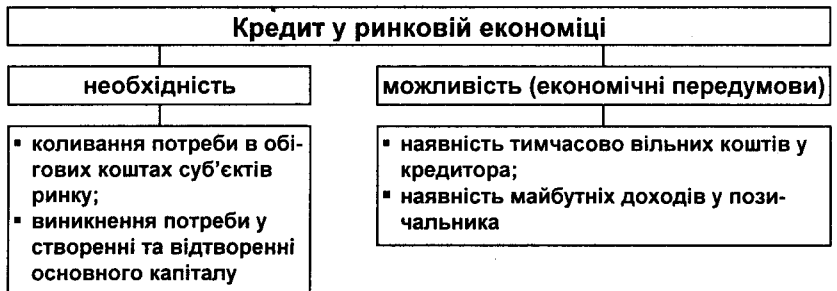 Кредит у ринковій економіці
необхідність
▪ коливання потреби в обі-
гових коштах суб’єктів
ринку;
▪ виникнення потреби у
створенні та відтворенні
основного капіталу
можливість (економічні передумови)
▪ наявність тимчасово вільних коштів у
кредитора;
▪ наявність майбутніх доходів у пози-
чальника